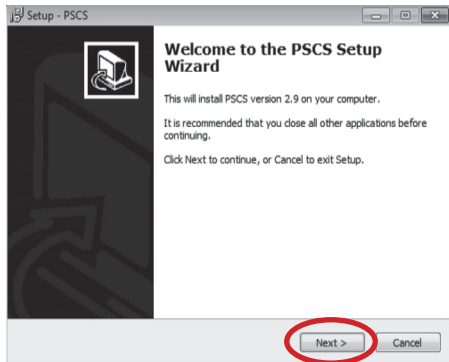 Setup - PSCS
Welcome to the PSCS Setup
Wizard
This will install PSCS version 2.9 on your computer.
It is recommended that you close all other applications before
continuing.
Click Next to continue, or Cancel to exit Setup.
Next >
Cancel